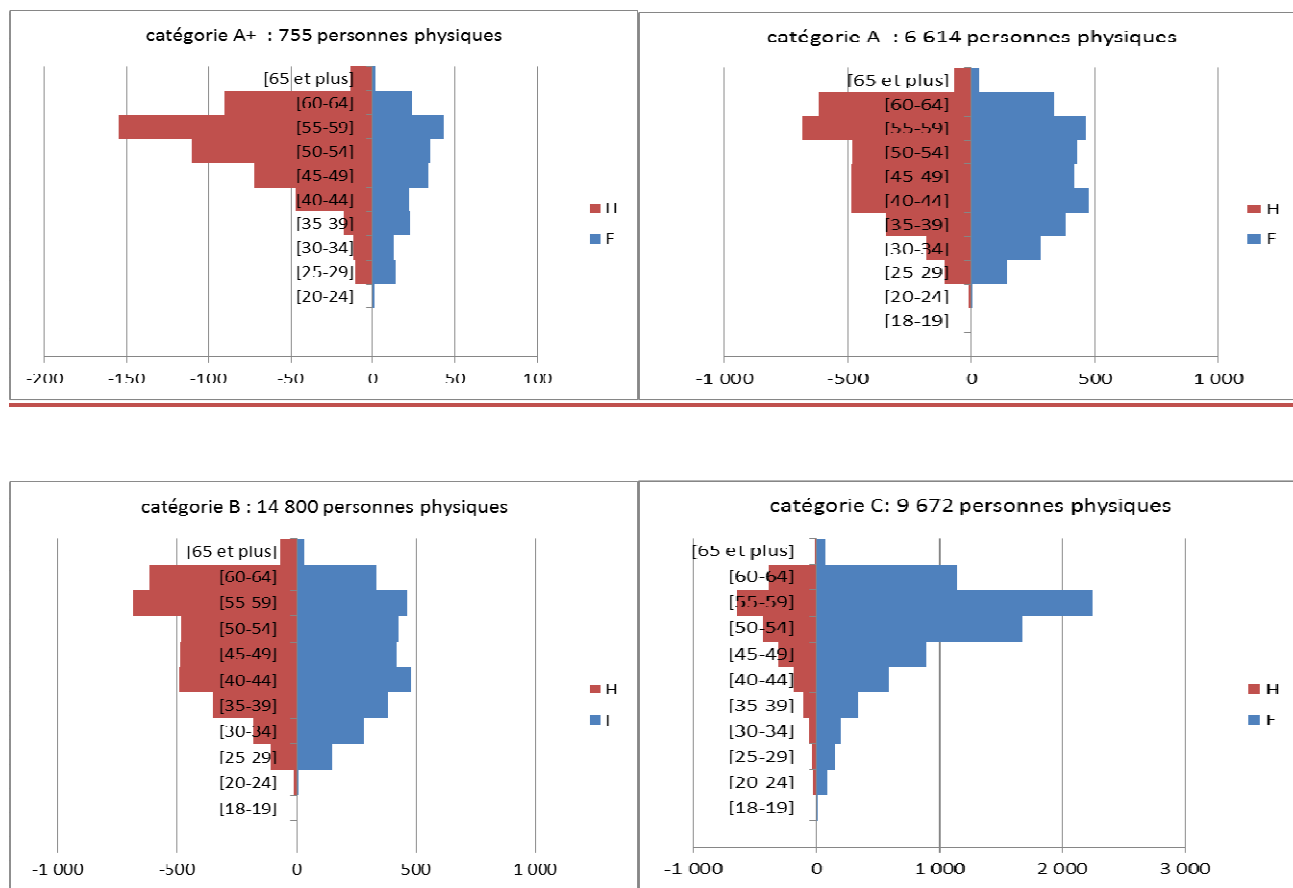 catégorie A+ : 755 personnes physiques
[65 et plus]
[60-64]
[55-59]
[50-54]
[45-49]
[40-44]
[35 39]
[30-34]
[25-29]
[20-24]
H
F
-200 -150 -100 -50 0 50 100
catégorie A : 6 614 personnes physiques
[65 et plus]
[60-64]
[55-59]
[50-54]
[45 49]
[40-44]
[35-39]
[30-34]
[25 29]
[20-24]
[18-19]
H
F
-1 000 -500 0 500 1 000
catégorie B : 14 800 personnes physiques
[65 et plus]
[60-64]
[55 59]
[50-54]
[45-49]
[40-44]
[35-39]
[30-34]
[25 29]
[20-24]
[18-19]
H
F
-1 000 -500 0 500 1 000
catégorie C: 9 672 personnes physiques
[65 et plus]
[60-64]
[55-59]
[50-54]
[45-49]
[40-44]
[35 39]
[30-34]
[25-29]
[20 24]
[18-19]
H
F
-1 000 0 1 000 2 000 3 000